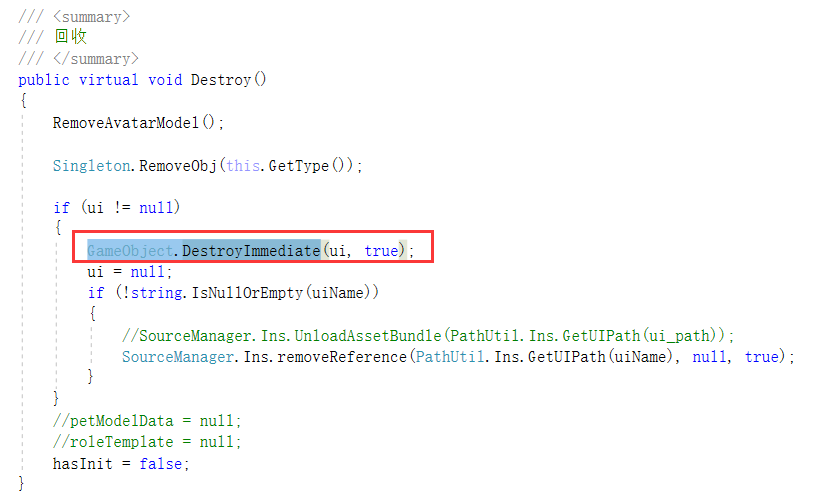 /// <summary>
/// 回收
/// </summary>
public virtual void Destroy()
{
RemoveAvatarModel();
Singleton.RemoveObj(this.GetType());
if (ui != null)
{
GameObject.DestroyImmediate(ui, true);
ui = null;
if (!string.IsNullOrEmpty(uiName))
{
//SourceManager.Ins.UnloadAssetBundle(PathUtil.Ins.GetUIPath(ui_path));
SourceManager.Ins.removeReference(PathUtil.Ins.GetUIPath(uiName), null, true);
}
}
//petModelData = null;
//roleTemplate = null;
hasInit = false;
}